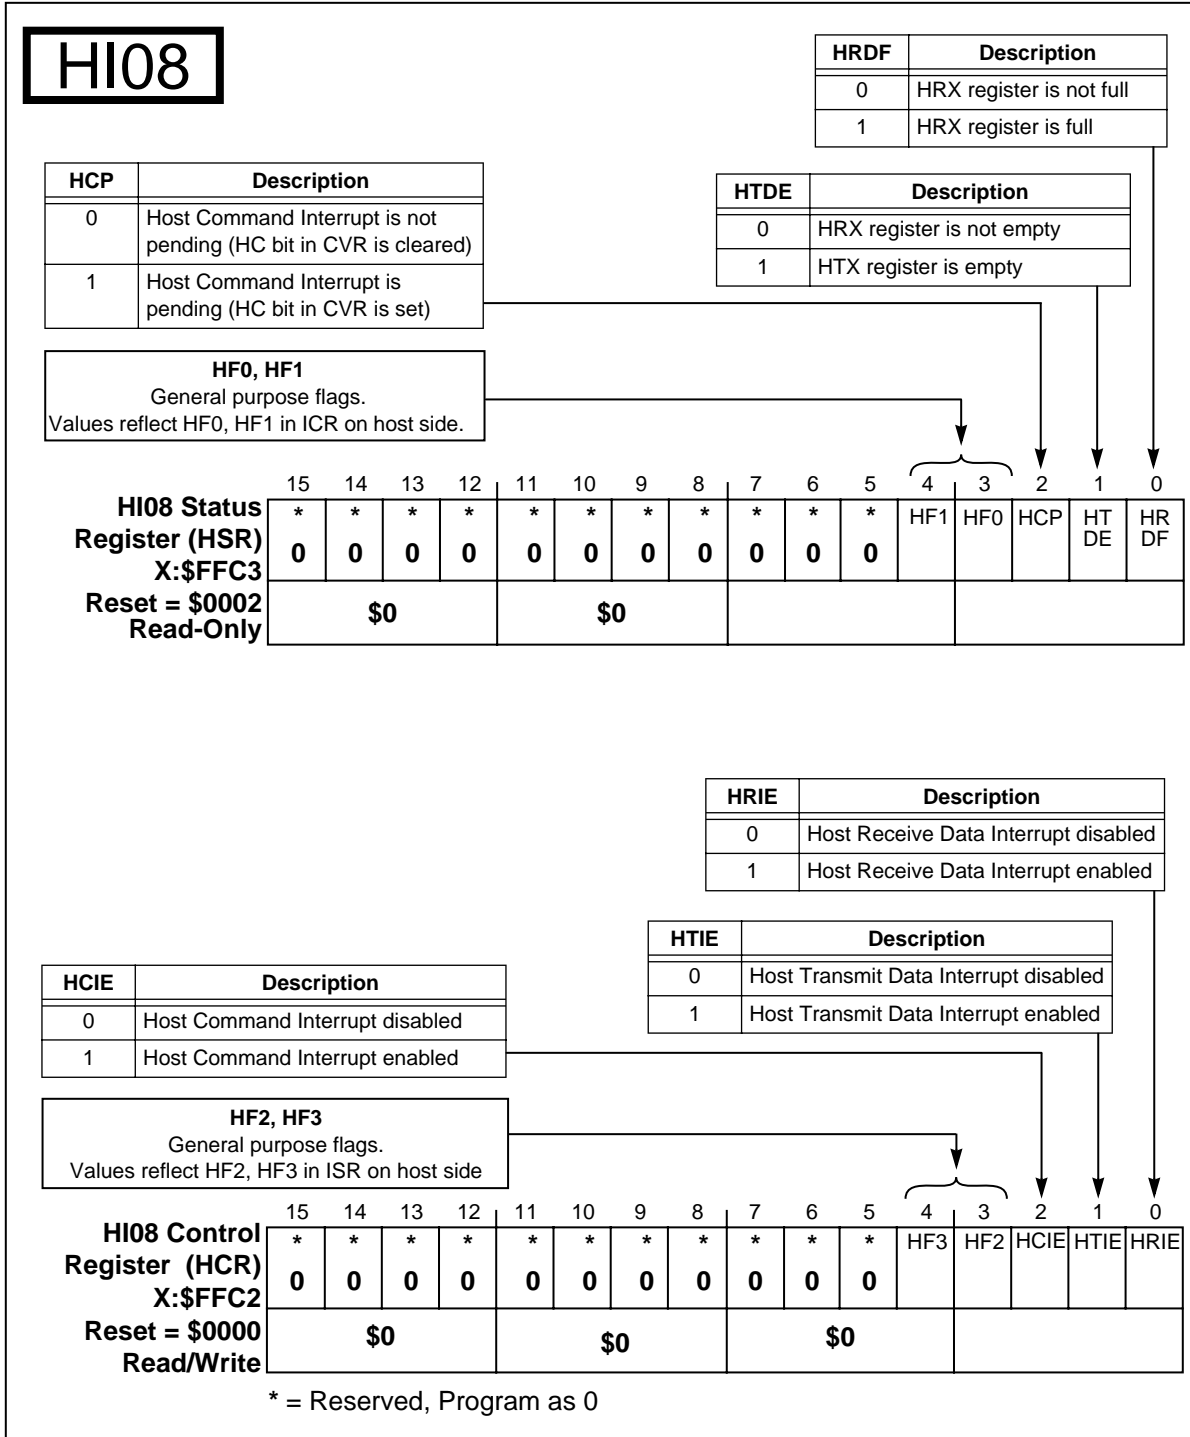 HI08
HRDF Description
0 HRX register is not full
1 HRX register is full
HCP Description
0 Host Command Interrupt is not
pending (HC bit in CVR is cleared)
1 Host Command Interrupt is
pending (HC bit in CVR is set)
HTDE Description
0 HRX register is not empty
1 HTX register is empty
HF0, HF1
General purpose flags.
Values reflect HF0, HF1 in ICR on host side.
15 14 13 12 11 10 9 8 7 6 5 4 3 2 1 0
HI08 Status
Register (HSR)
X:$FFC3
* * * * * * * * * * * HF1 HF0 HCP HT HR
DE DF
0 0 0 0 0 0 0 0 0 0 0
Reset = $0002
Read-Only
$0 $0
HRIE Description
0 Host Receive Data Interrupt disabled
1 Host Receive Data Interrupt enabled
HTIE Description
0 Host Transmit Data Interrupt disabled
1 Host Transmit Data Interrupt enabled
HCIE Description
0 Host Command Interrupt disabled
1 Host Command Interrupt enabled
HF2, HF3
General purpose flags.
Values reflect HF2, HF3 in ISR on host side
15 14 13 12 11 10 9 8 7 6 5 4 3 2 1 0
HI08 Control
Register (HCR)
X:$FFC2
* * * * * * * * * * * HF3 HF2 HCIE HTIE HRIE
0 0 0 0 0 0 0 0 0 0 0
Reset = $0000
Read/Write
$0 $0 $0
* = Reserved, Program as 0